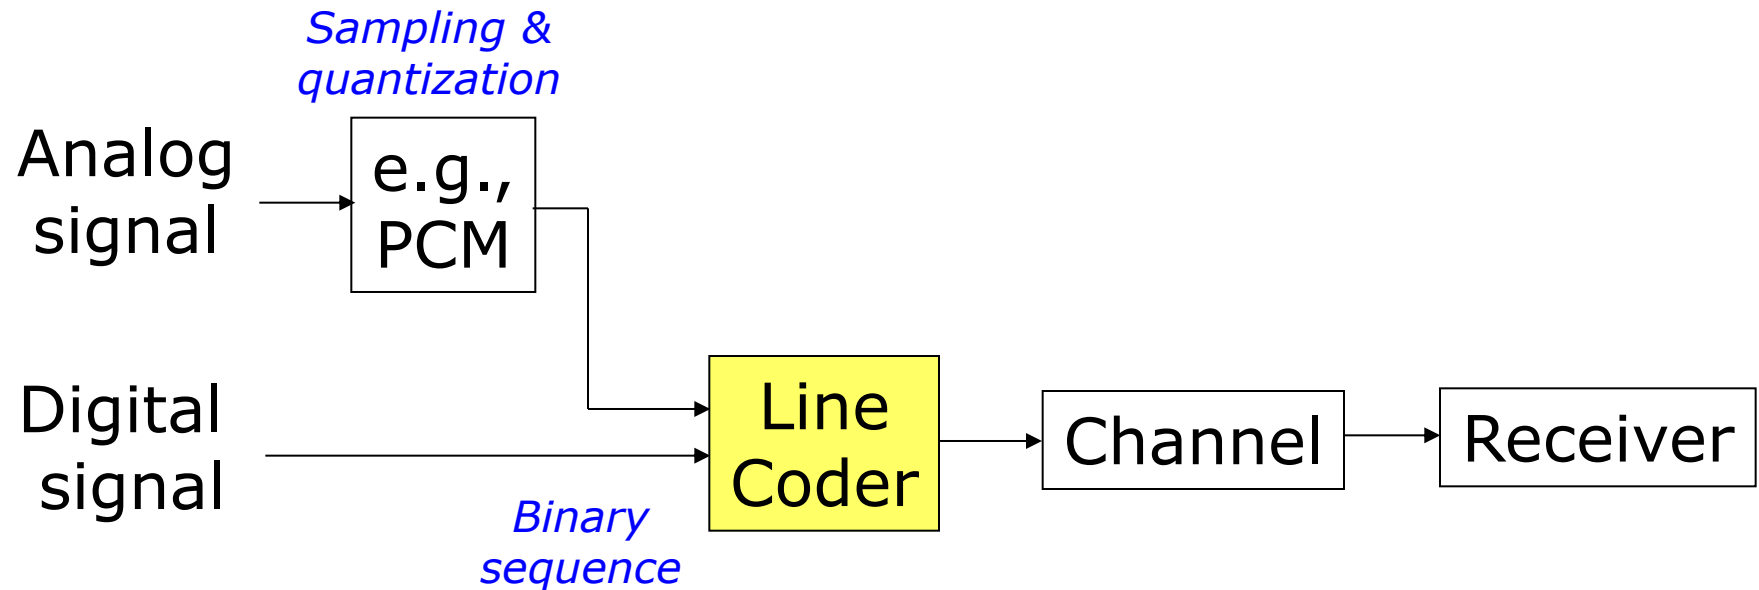 Sampling &
quantization
Analog
signal
e.g.,
PCM
Digital
signal
Binary
sequence
Line
Coder
Channel
Receiver